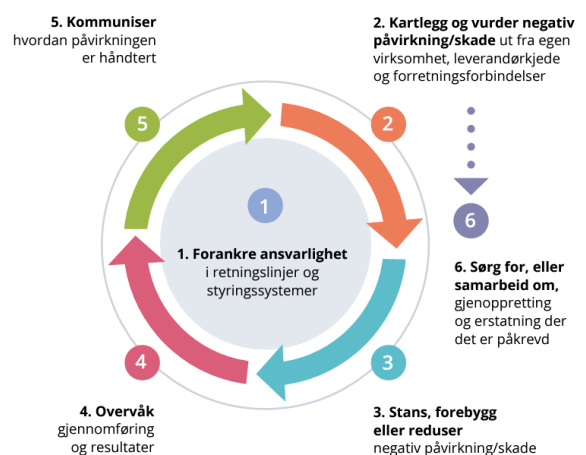 5. Kommuniser
hvordan påvirkningen
er håndtert
2. Kartlegg og vurder negativ
påvirkning/skade ut fra egen
virksomhet, leverandørkjede
og forretningsforbindelser
5
2
1
6
1. Forankre ansvarlighet
i retningslinjer og
styringssystemer
6. Sørg for, eller
samarbeid om,
gjenoppretting
og erstatning der
det er påkrevd
4
3
4. Overvåk
gjennomføring
og resultater
3. Stans, forebygg
eller reduser
negativ påvirkning/skade